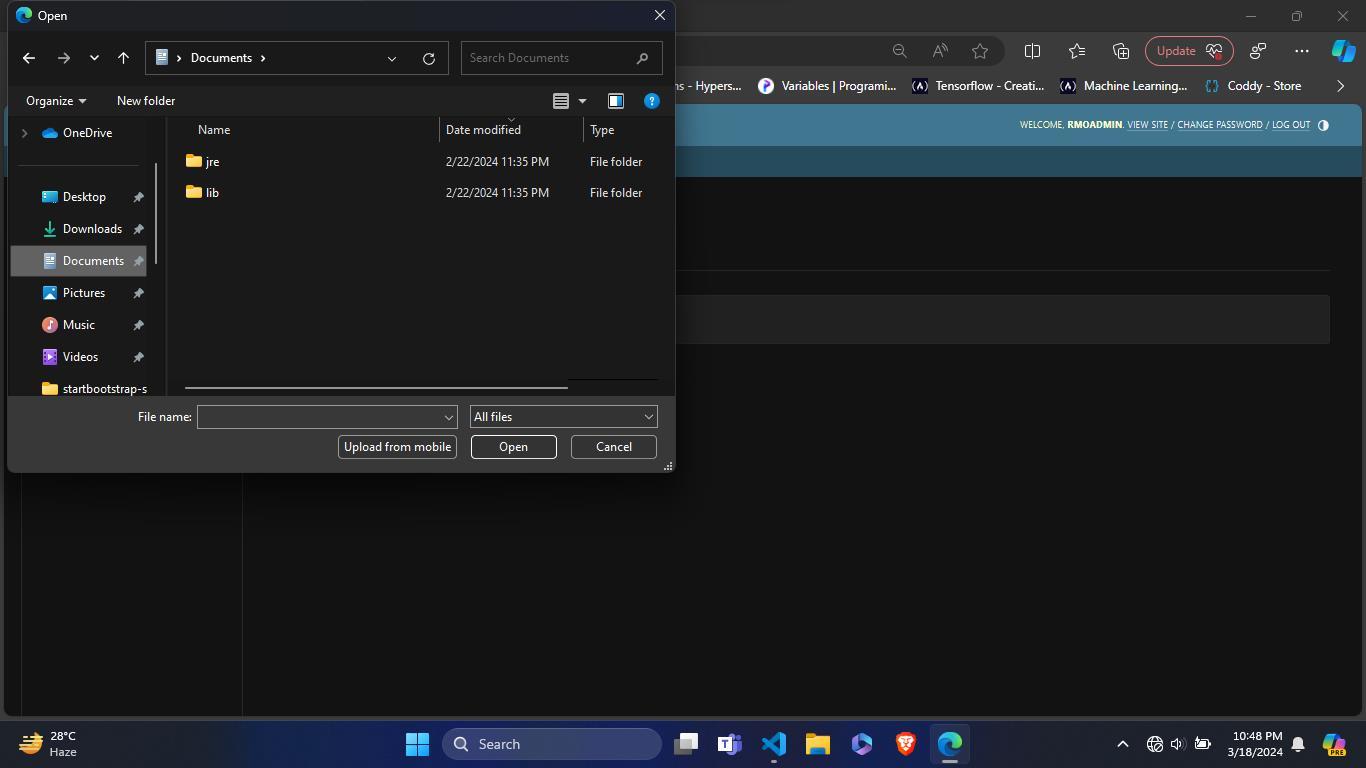 Open
Documents
Search Documents
Update
Organize
New folder
ns - Hypers...
Variables | Programi...
Tensorflow - Creati...
Machine Learning...
Coddy - Store
OneDrive
Name
Date modified
Type
WELCOME, RMOADMIN. VIEW SITE / CHANGE PASSWORD / LOG OUT
jre
2/22/2024 11:35 PM
File folder
lib
2/22/2024 11:35 PM
File folder
Desktop
Downloads
Documents
Pictures
Music
Videos
startbootstrap-s
File name:
All files
Upload from mobile
Open
Cancel
28°C
Haze
Search
10:48 PM
3/18/2024
PRE